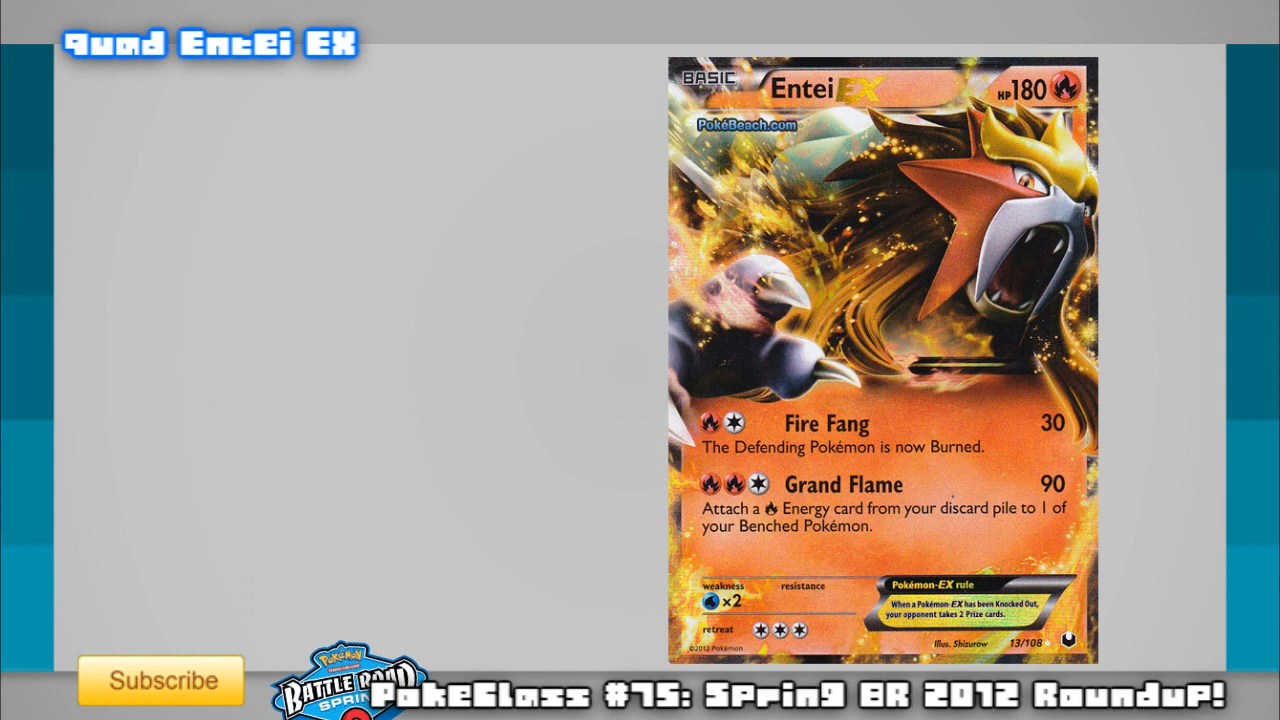 quad Entei EX
BASIC
Entei EX
HP180
PokéBeach.com
Fire Fang 30
The Defending Pokémon is now Burned.
Grand Flame 90
Attach a Energy card from your discard pile to 1 of
your Benched Pokémon.
weakness resistance
×2
retreat
Pokémon-EX rule
When a Pokémon-EX has been Knocked Out,
your opponent takes 2 Prize cards.
©2012 Pokémon
Illus. Shizurow
13/108
Subscribe
Pokémon
BATTLE ROAD
SPRING
PokeClass #75: Spring BR 2012 Roundup!